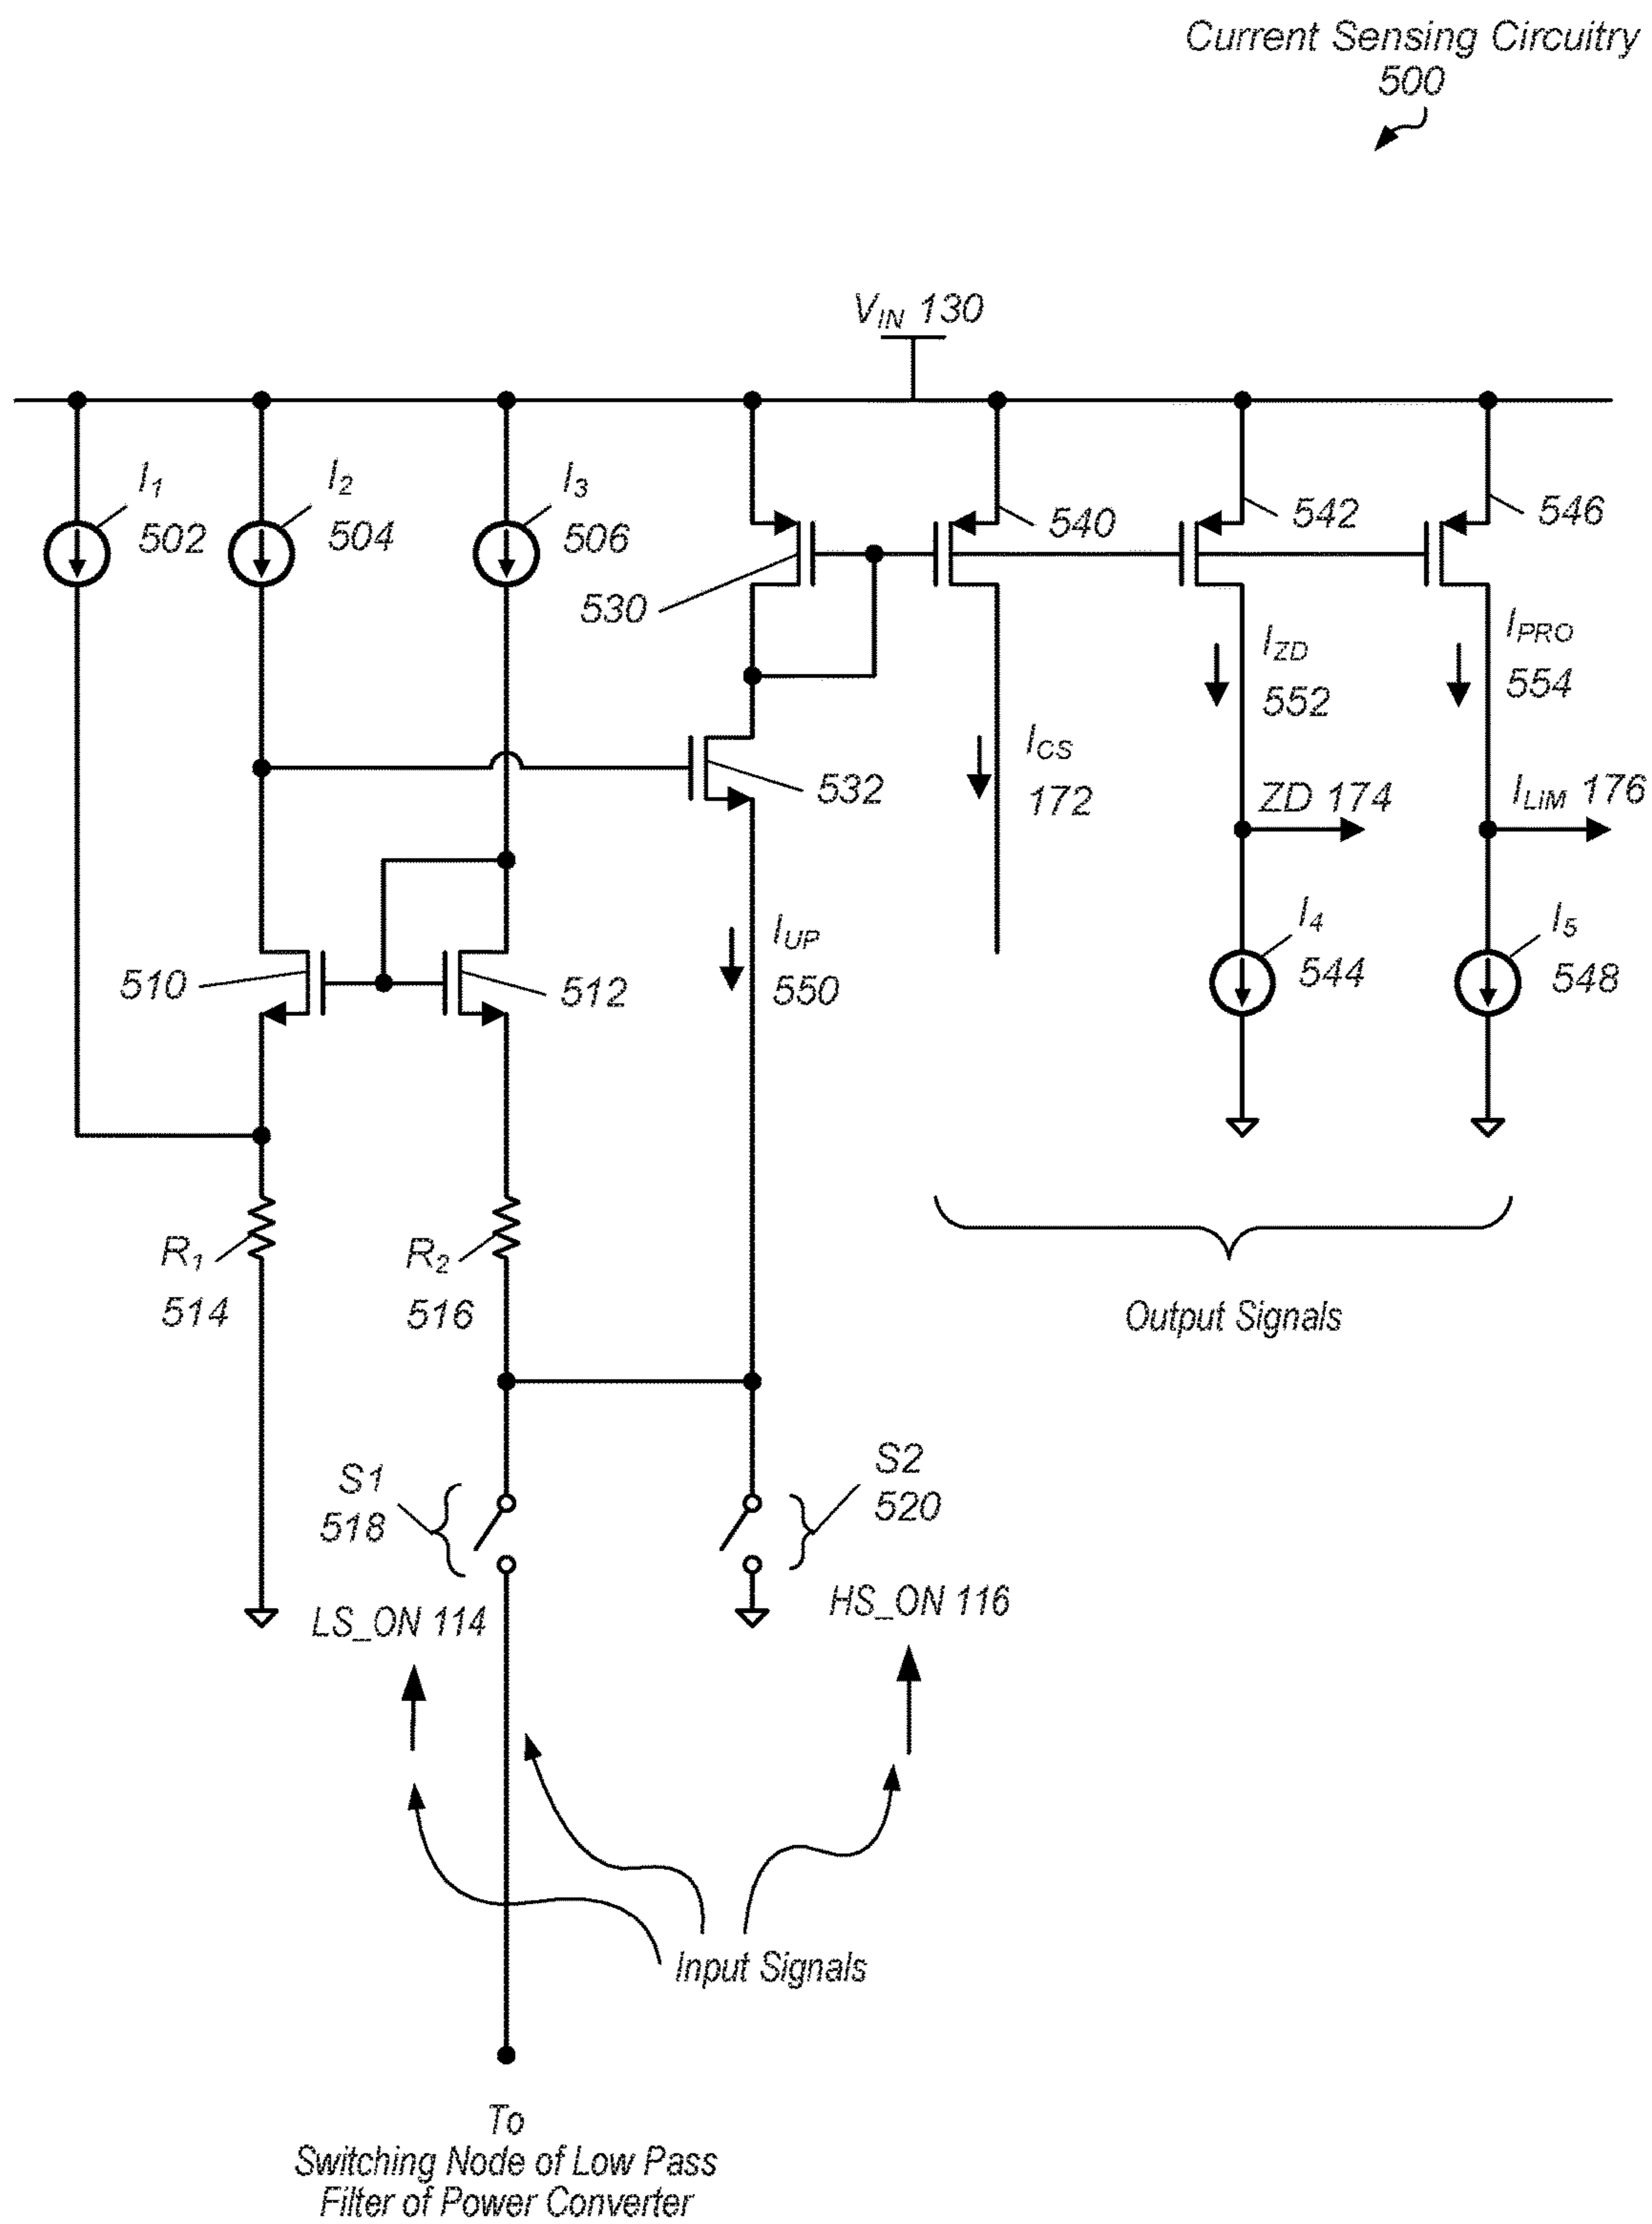 Current Sensing Circuitry
500
V_IN 130
I_1
502
I_2
504
I_3
506
530
540
542
546
I_ZD
552
I_PRO
554
532
I_CS
172
ZD 174
I_LIM 176
510
512
I_UP
550
I_4
544
I_5
548
R_1
514
R_2
516
Output Signals
S1
518
S2
520
LS_ON 114
HS_ON 116
Input Signals
To
Switching Node of Low Pass
Filter of Power Converter